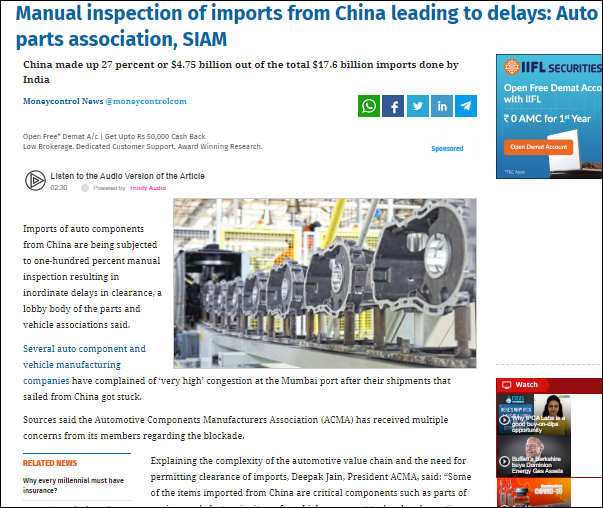 Manual inspection of imports from China leading to delays: Auto
parts association, SIAM
China made up 27 percent or $4.75 billion out of the total $17.6 billion imports done by
India
Moneycontrol News @moneycontrolcom
Open Free* Demat A/c | Get Upto Rs 50,000 Cash Back
Low Brokerage. Dedicated Customer Support. Award Winning Research.
Sponsored
Listen to the Audio Version of the Article
02:30
Powered by Trinity Audio
IIFL SECURITIES
Open Free Demat Acco
with IIFL
₹ 0 AMC for 1st Year
Open Demat Account
*T&C Apply
Imports of auto components
from China are being subjected
to one-hundred percent manual
inspection resulting in
inordinate delays in clearance, a
lobby body of the parts and
vehicle associations said.
Several auto component and
vehicle manufacturing
companies have complained of 'very high' congestion at the Mumbai port after their shipments that
sailed from China got stuck.
Sources said the Automotive Components Manufacturers Association (ACMA) has received multiple
concerns from its members regarding the blockade.
RELATED NEWS
Why every millennial must have
insurance?
Explaining the complexity of the automotive value chain and the need for
permitting clearance of imports, Deepak Jain, President ACMA, said: "Some
of the items imported from China are critical components such as parts of
Watch
Why IPCA Labs is a
good buy-on-dips
opportunity
Buffett's Berkshire
buys Dominion
Energy Gas Assets
COVID-19